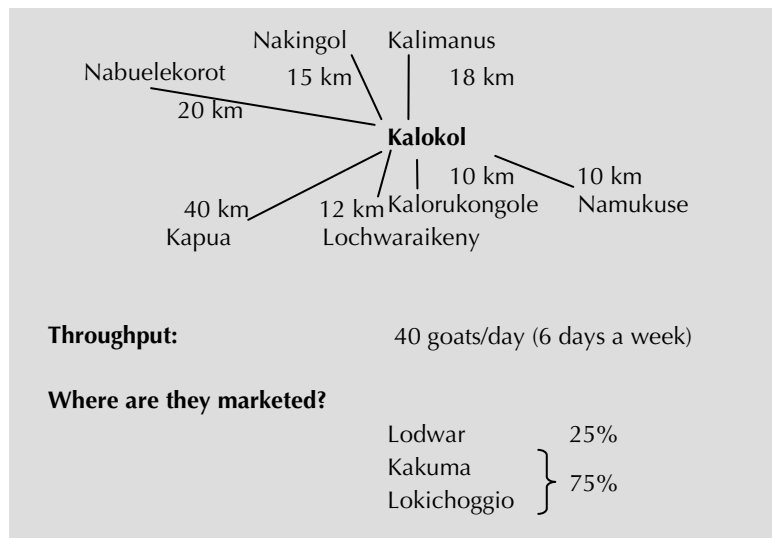 Nakingol Kalimanus
Nabuelekorot 15 km 18 km
20 km
Kalokol
10 km 10 km
40 km 12 km Kalorukongole Namukuse
Kapua Lochwaraikeny
Throughput: 40 goats/day (6 days a week)
Where are they marketed?
Lodwar 25%
Kakuma
75%
Lokichoggio